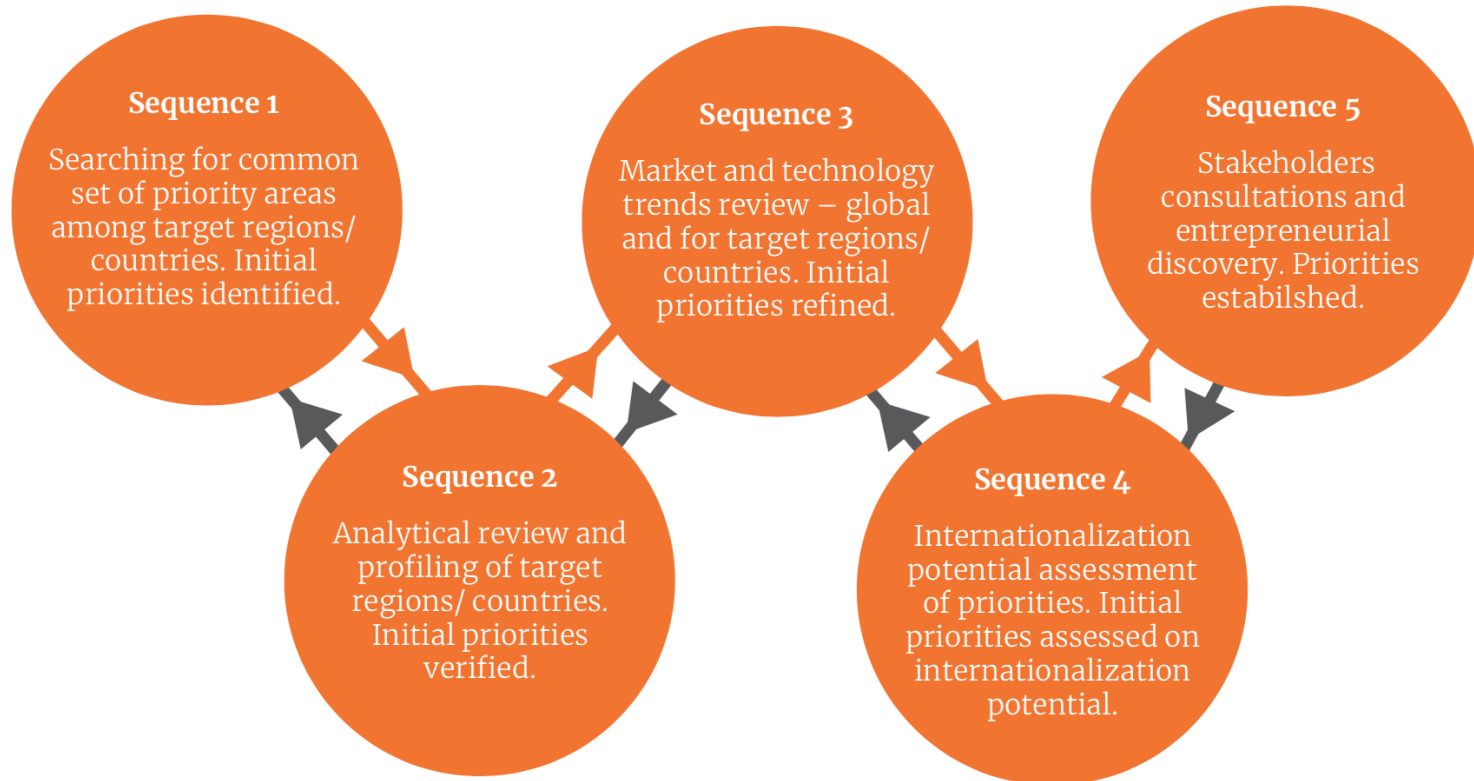 Sequence 1
Searching for common
set of priority areas
among target regions/
countries. Initial
priorities identified.
Sequence 2
Analytical review and
profiling of target
regions/ countries.
Initial priorities
verified.
Sequence 3
Market and technology
trends review – global
and for target regions/
countries. Initial
priorities refined.
Sequence 4
Internationalization
potential assessment
of priorities. Initial
priorities assessed on
internationalization
potential.
Sequence 5
Stakeholders
consultations and
entrepreneurial
discovery. Priorities
estabilshed.